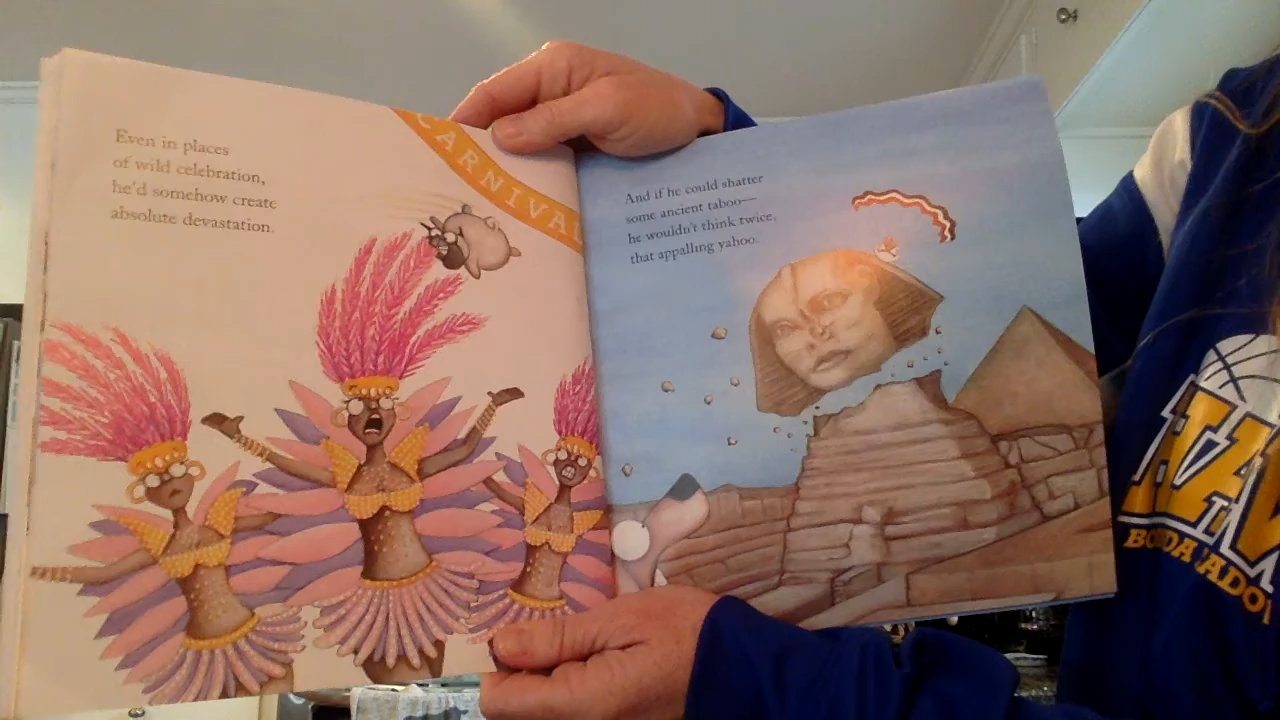 Even in places
of wild celebration,
he'd somehow create
absolute devastation.
CARNIVAL
And if he could shatter
some ancient taboo—
he wouldn't think twice,
that appalling yahoo.